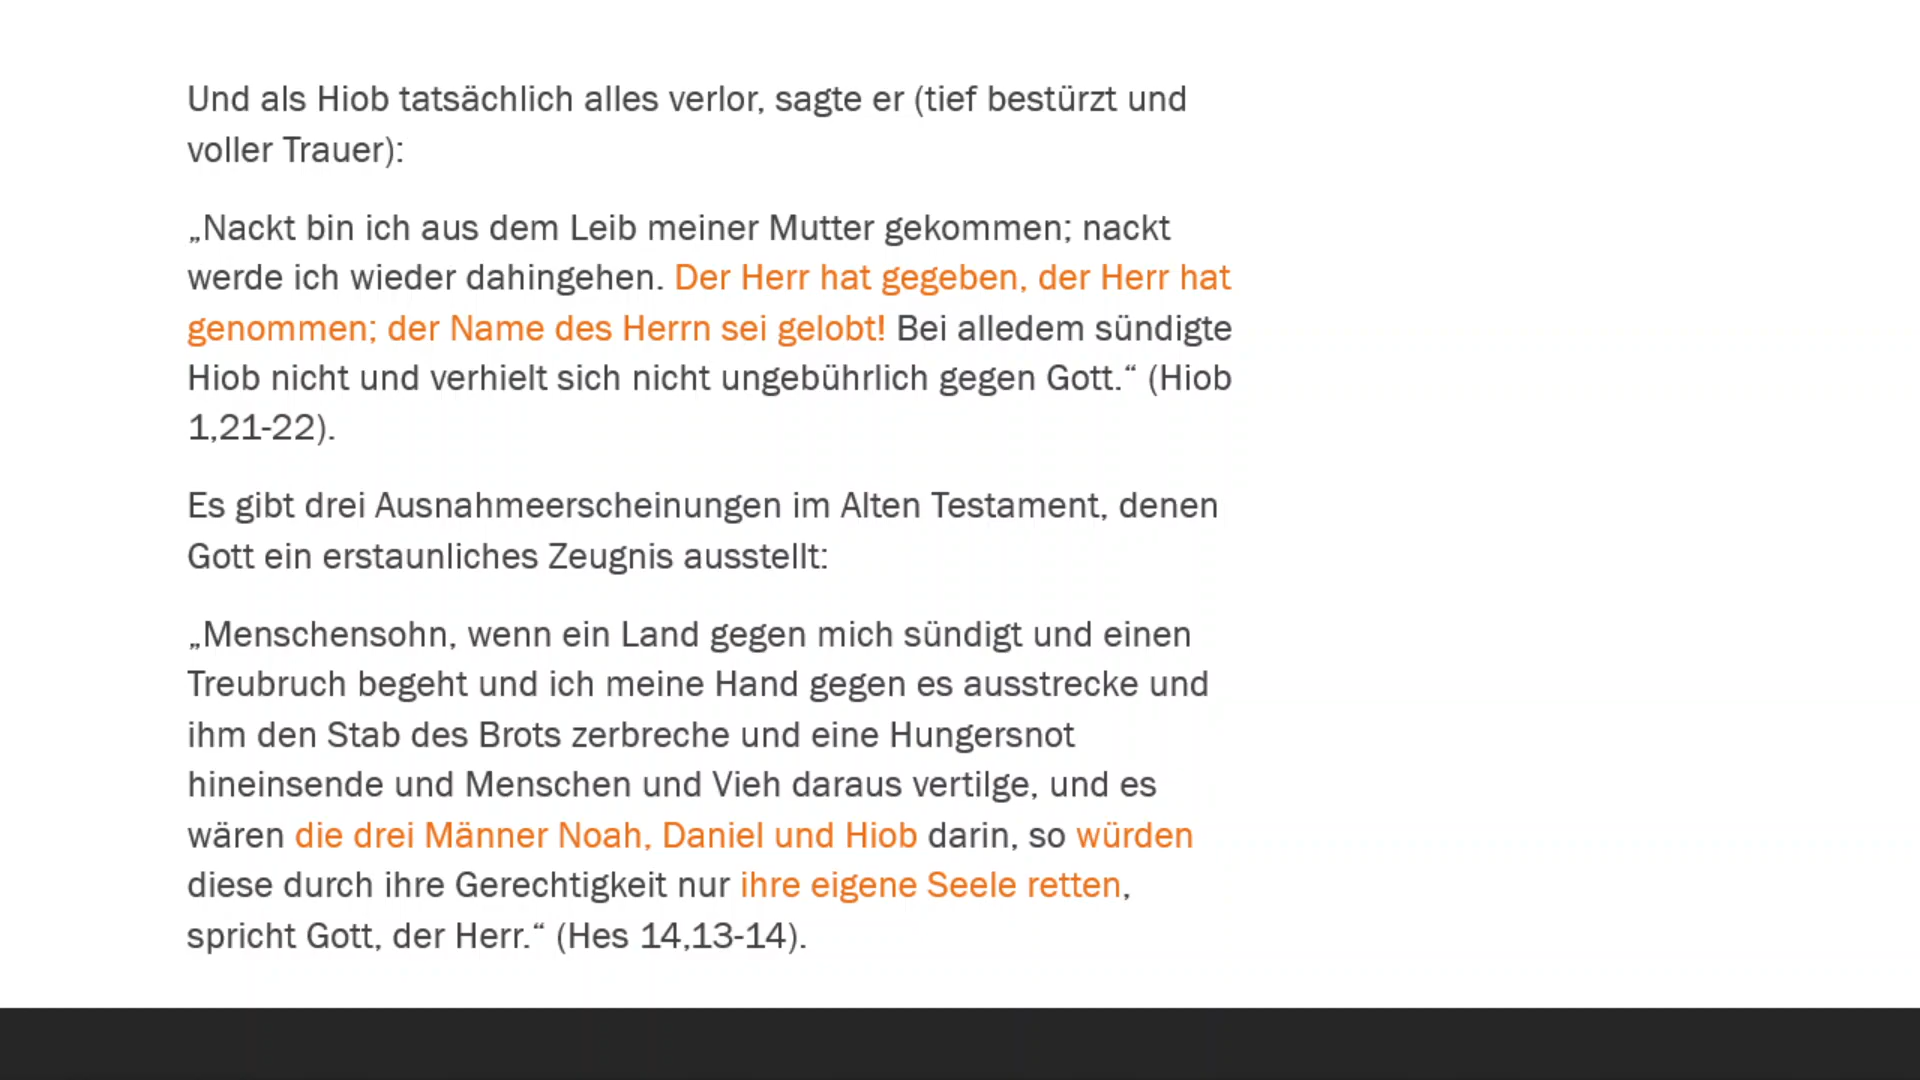 Und als Hiob tatsächlich alles verlor, sagte er (tief bestürzt und
voller Trauer):
„Nackt bin ich aus dem Leib meiner Mutter gekommen; nackt
werde ich wieder dahingehen. Der Herr hat gegeben, der Herr hat
genommen; der Name des Herrn sei gelobt! Bei alledem sündigte
Hiob nicht und verhielt sich nicht ungebührlich gegen Gott.“ (Hiob
1,21-22).
Es gibt drei Ausnahmeerscheinungen im Alten Testament, denen
Gott ein erstaunliches Zeugnis ausstellt:
„Menschensohn, wenn ein Land gegen mich sündigt und einen
Treubruch begeht und ich meine Hand gegen es ausstrecke und
ihm den Stab des Brots zerbreche und eine Hungersnot
hineinsende und Menschen und Vieh daraus vertilge, und es
wären die drei Männer Noah, Daniel und Hiob darin, so würden
diese durch ihre Gerechtigkeit nur ihre eigene Seele retten,
spricht Gott, der Herr.“ (Hes 14,13-14).